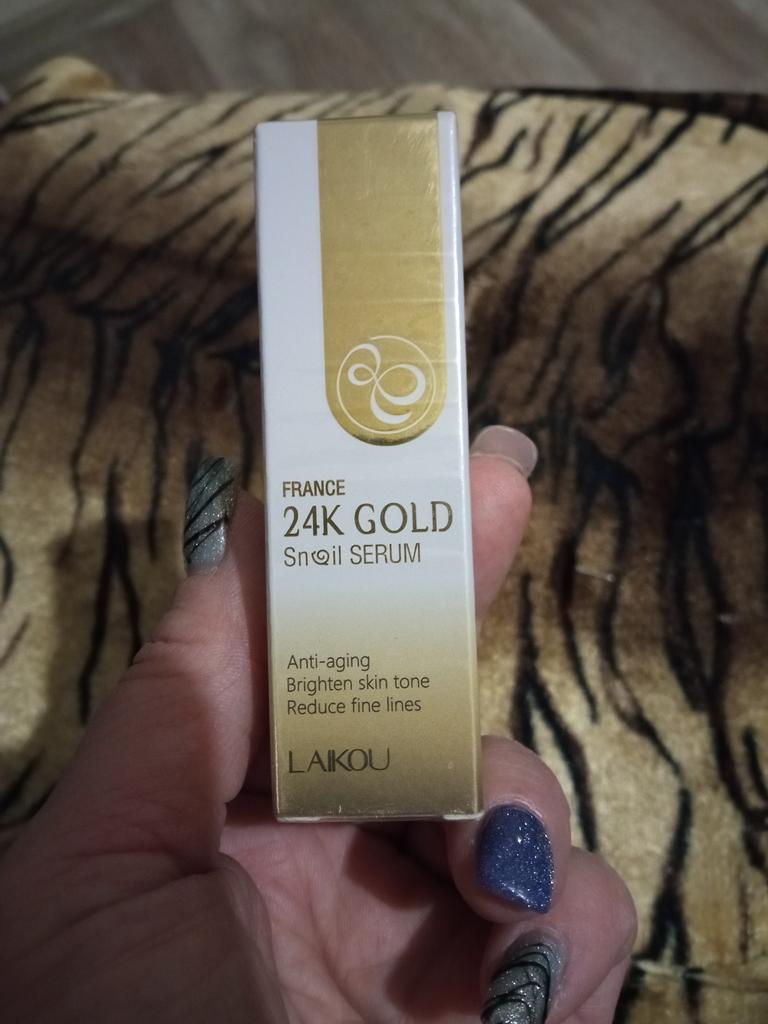 FRANCE
24K GOLD
Snail SERUM
Anti-aging
Brighten skin tone
Reduce fine lines
LAIKOU